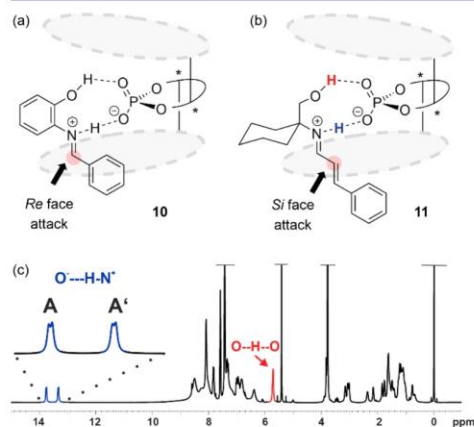 (a)
(b)
H
O
O
P
*
*
O
⊖
H
⊕
N
Re face
attack
10
H
O
O
P
*
*
O
⊖
H
⊕
N
Si face
attack
11
(c)
O⁻---H-N⁺
A A‘
O--H--O
14 12 10 8 6 4 2 0 ppm